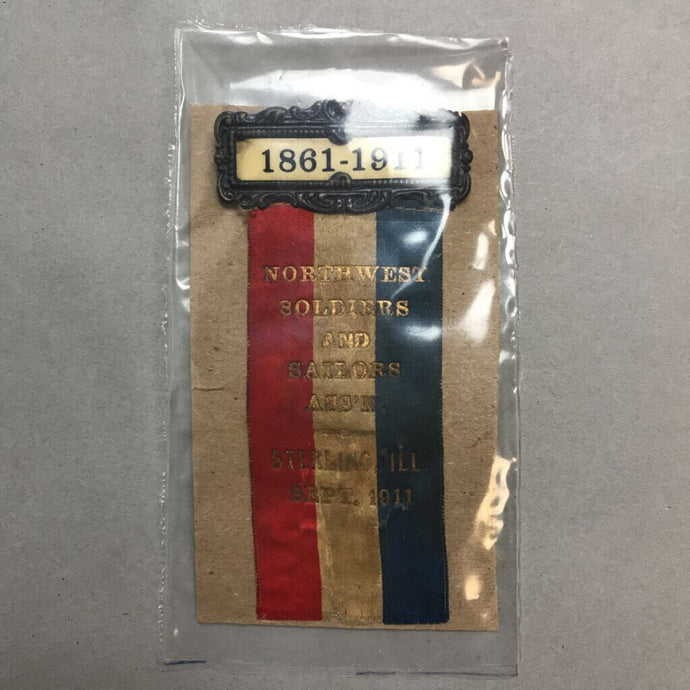 1861-1911
NORTHWEST
SOLDIERS
AND
SAILORS
ASS'N.
STERLING, ILL.
SEPT. 1911